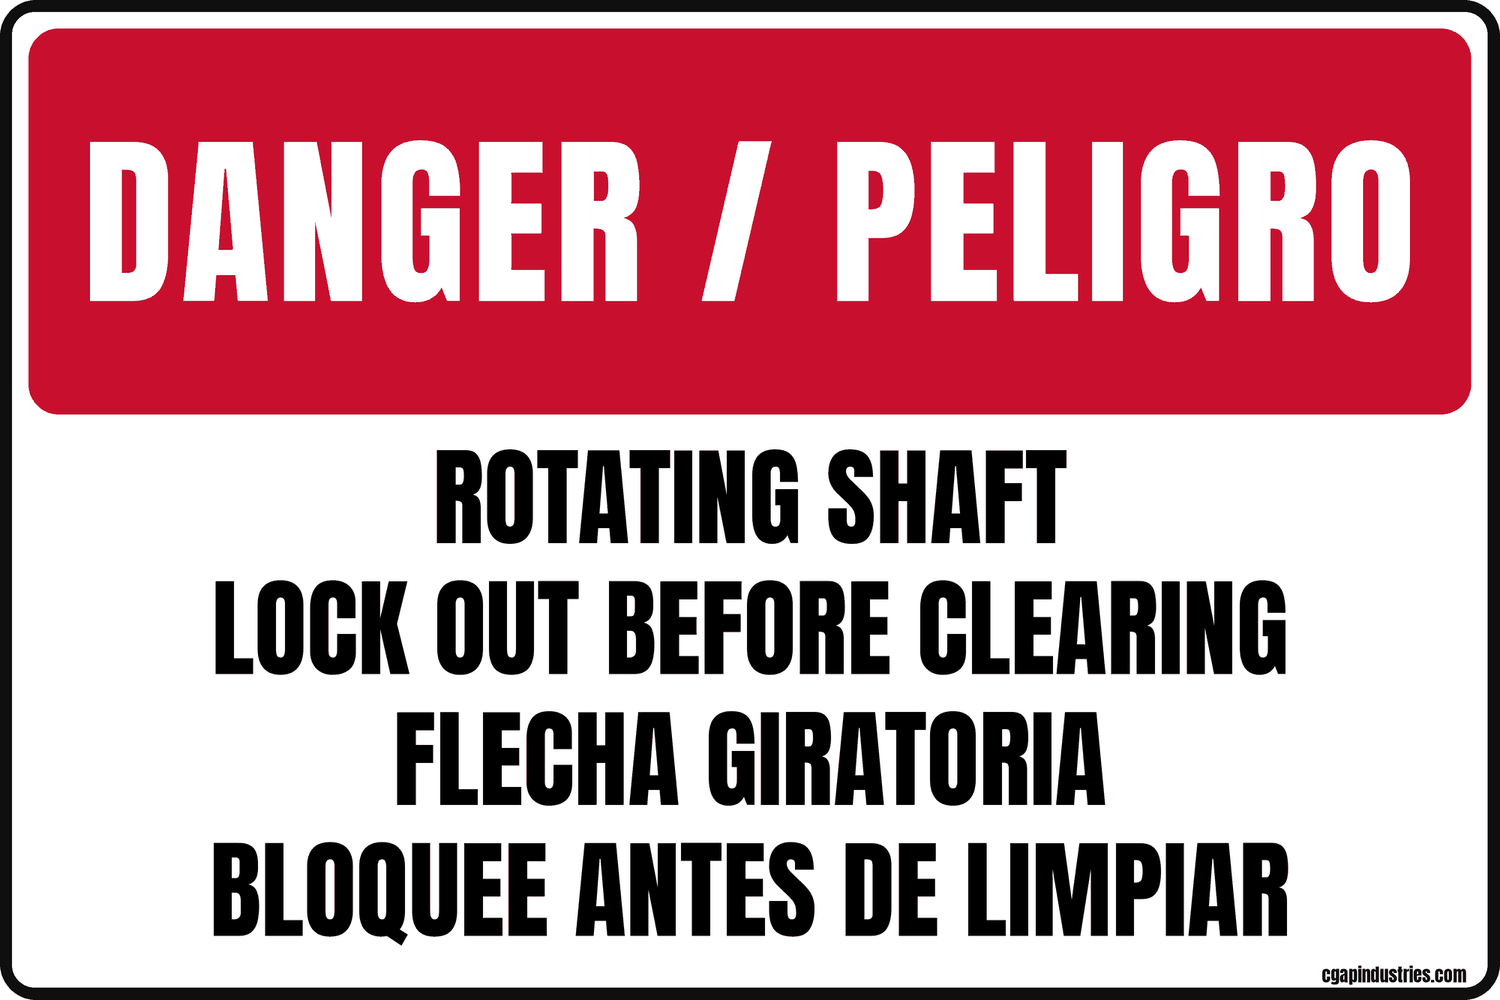 DANGER / PELIGRO
ROTATING SHAFT
LOCK OUT BEFORE CLEARING
FLECHA GIRATORIA
BLOQUEE ANTES DE LIMPIAR
cgapindustries.com